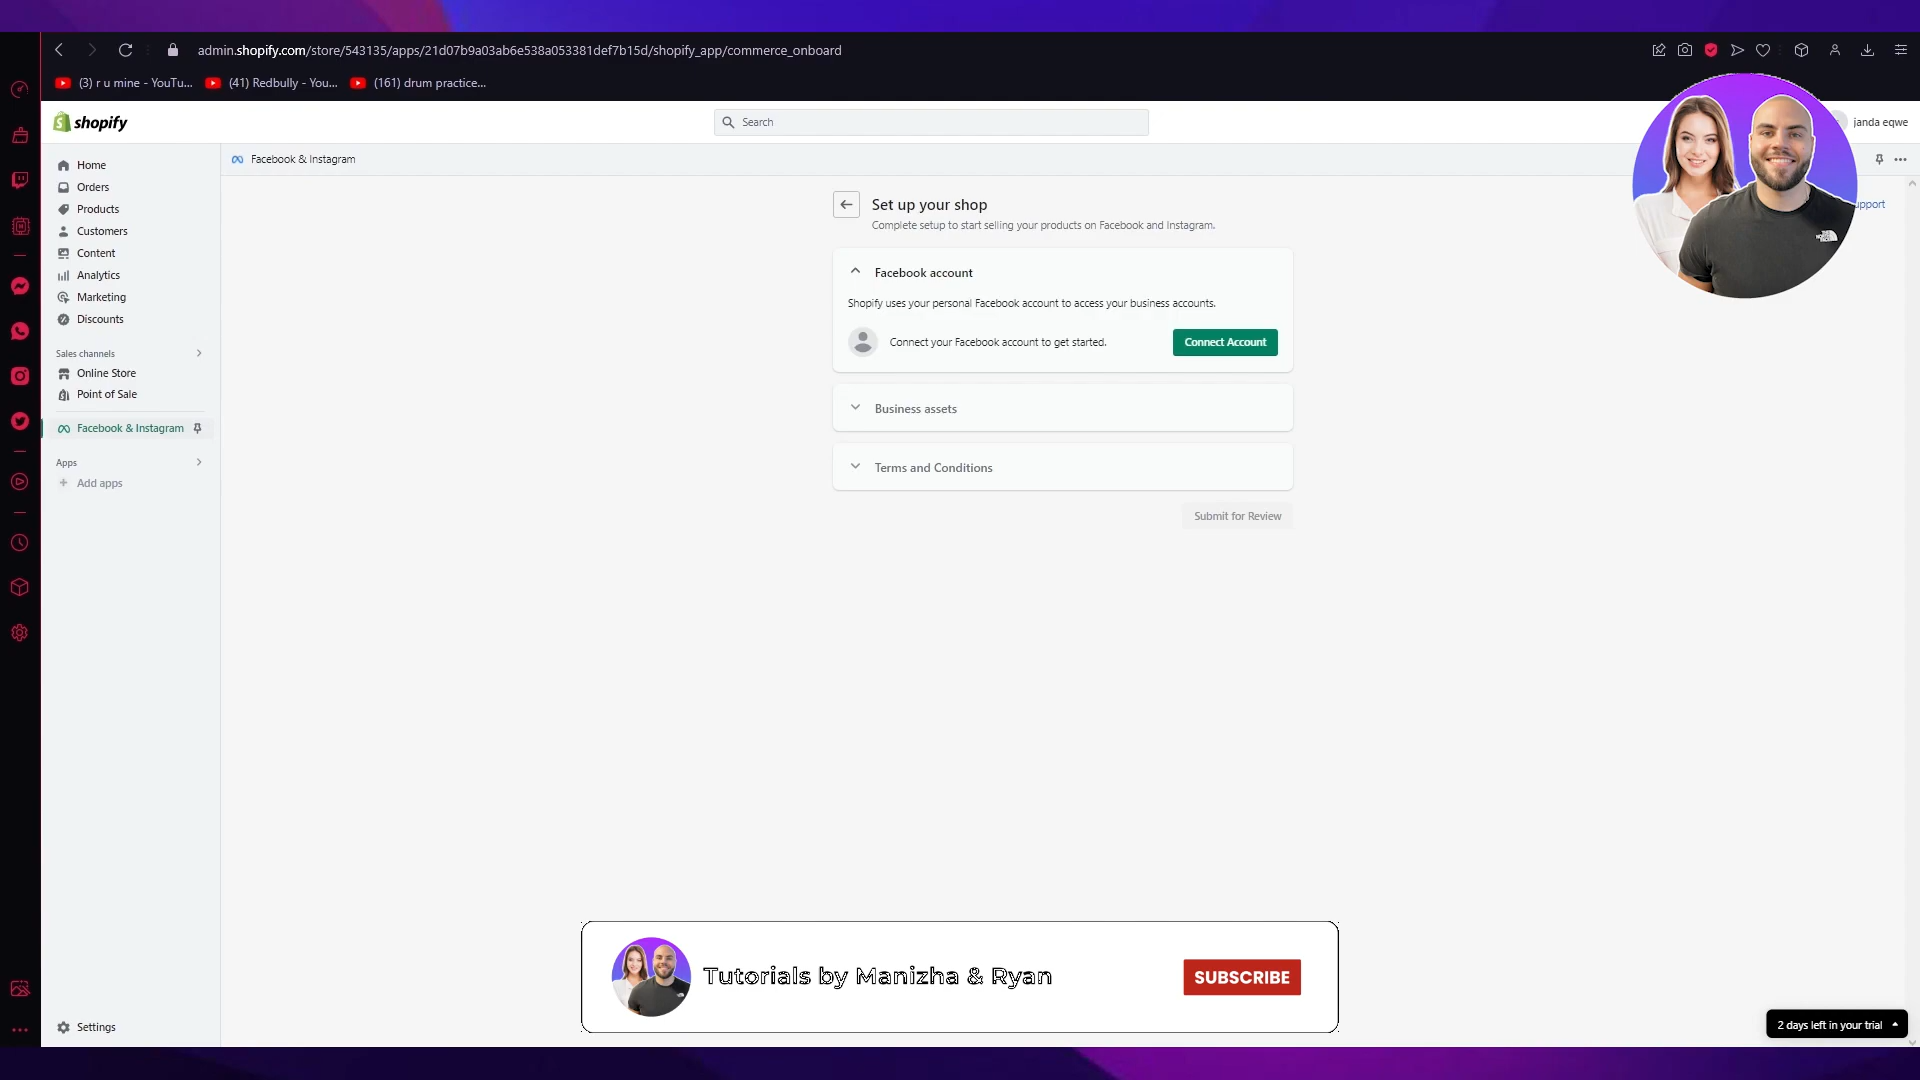 admin.shopify.com/store/543135/apps/21d07b9a03ab6e538a053381def7b15d/shopify_app/commerce_onboard
(3) r u mine - YouTu...
(41) Redbully - You...
(161) drum practice...
shopify
Search
janda eqwe
Home
Orders
Products
Customers
Content
Analytics
Marketing
Discounts
Sales channels
Online Store
Point of Sale
Facebook & Instagram
Apps
Add apps
Settings
Facebook & Instagram
Set up your shop
Complete setup to start selling your products on Facebook and Instagram.
Facebook account
Shopify uses your personal Facebook account to access your business accounts.
Connect your Facebook account to get started.
Connect Account
Business assets
Terms and Conditions
Submit for Review
Tutorials by Manizha & Ryan
SUBSCRIBE
2 days left in your trial